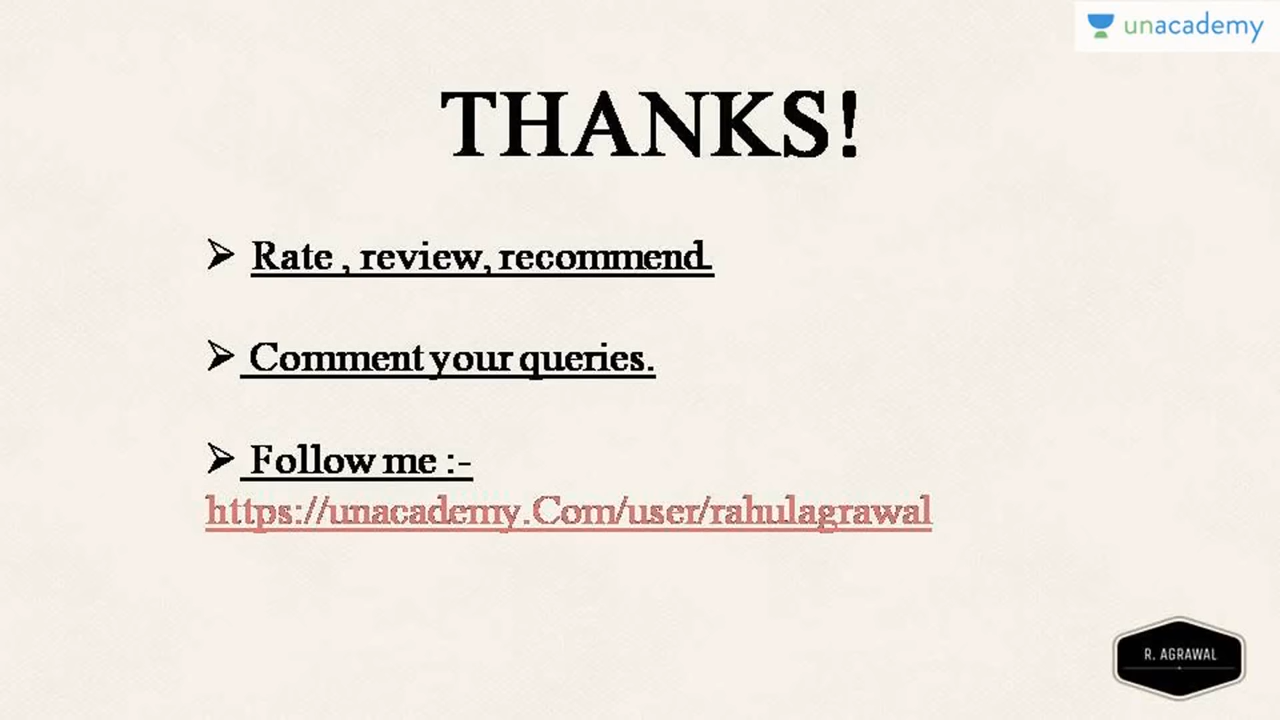 unacademy
THANKS!
➢ Rate , review, recommend.
➢ Comment your queries.
➢ Follow me :-
https://unacademy.Com/user/rahulagrawal
R. AGRAWAL